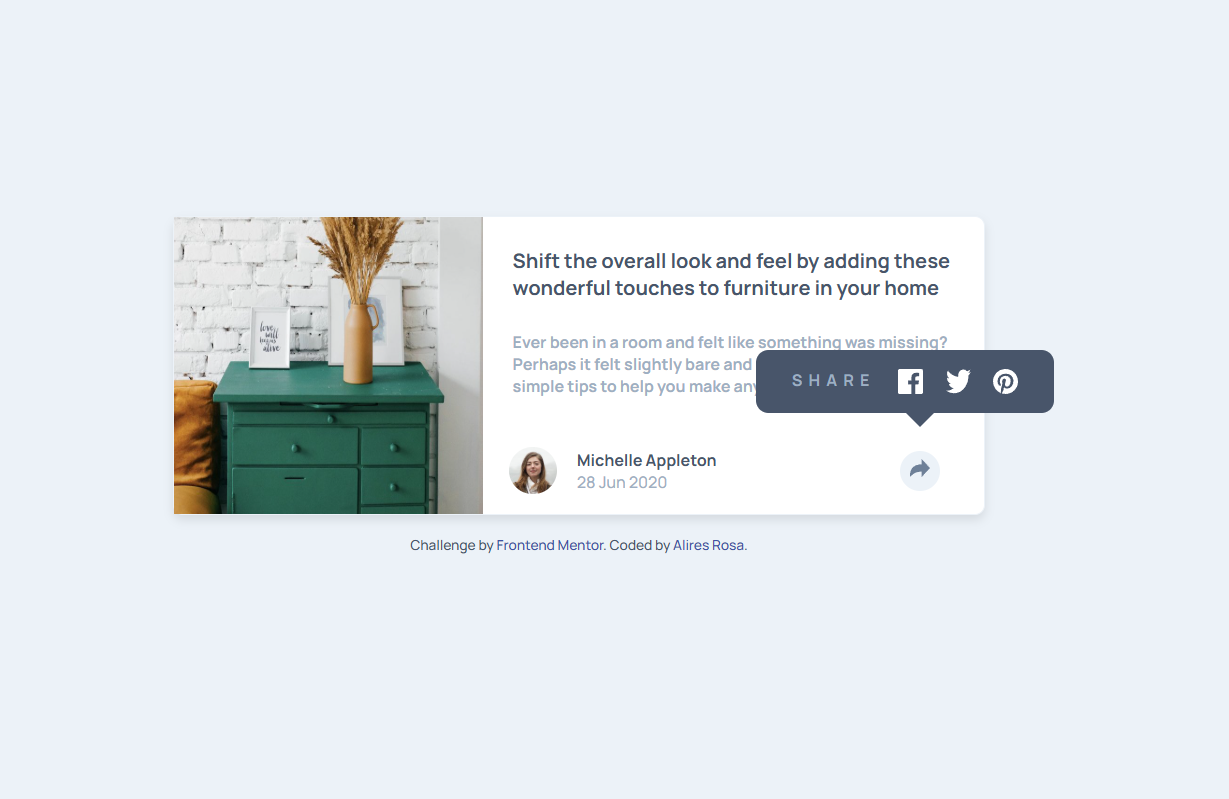 Shift the overall look and feel by adding these
wonderful touches to furniture in your home
Ever been in a room and felt like something was missing?
Perhaps it felt slightly bare and
simple tips to help you make any
SHARE
Michelle Appleton
28 Jun 2020
love
will
keep us
alive
Challenge by Frontend Mentor. Coded by Alires Rosa.